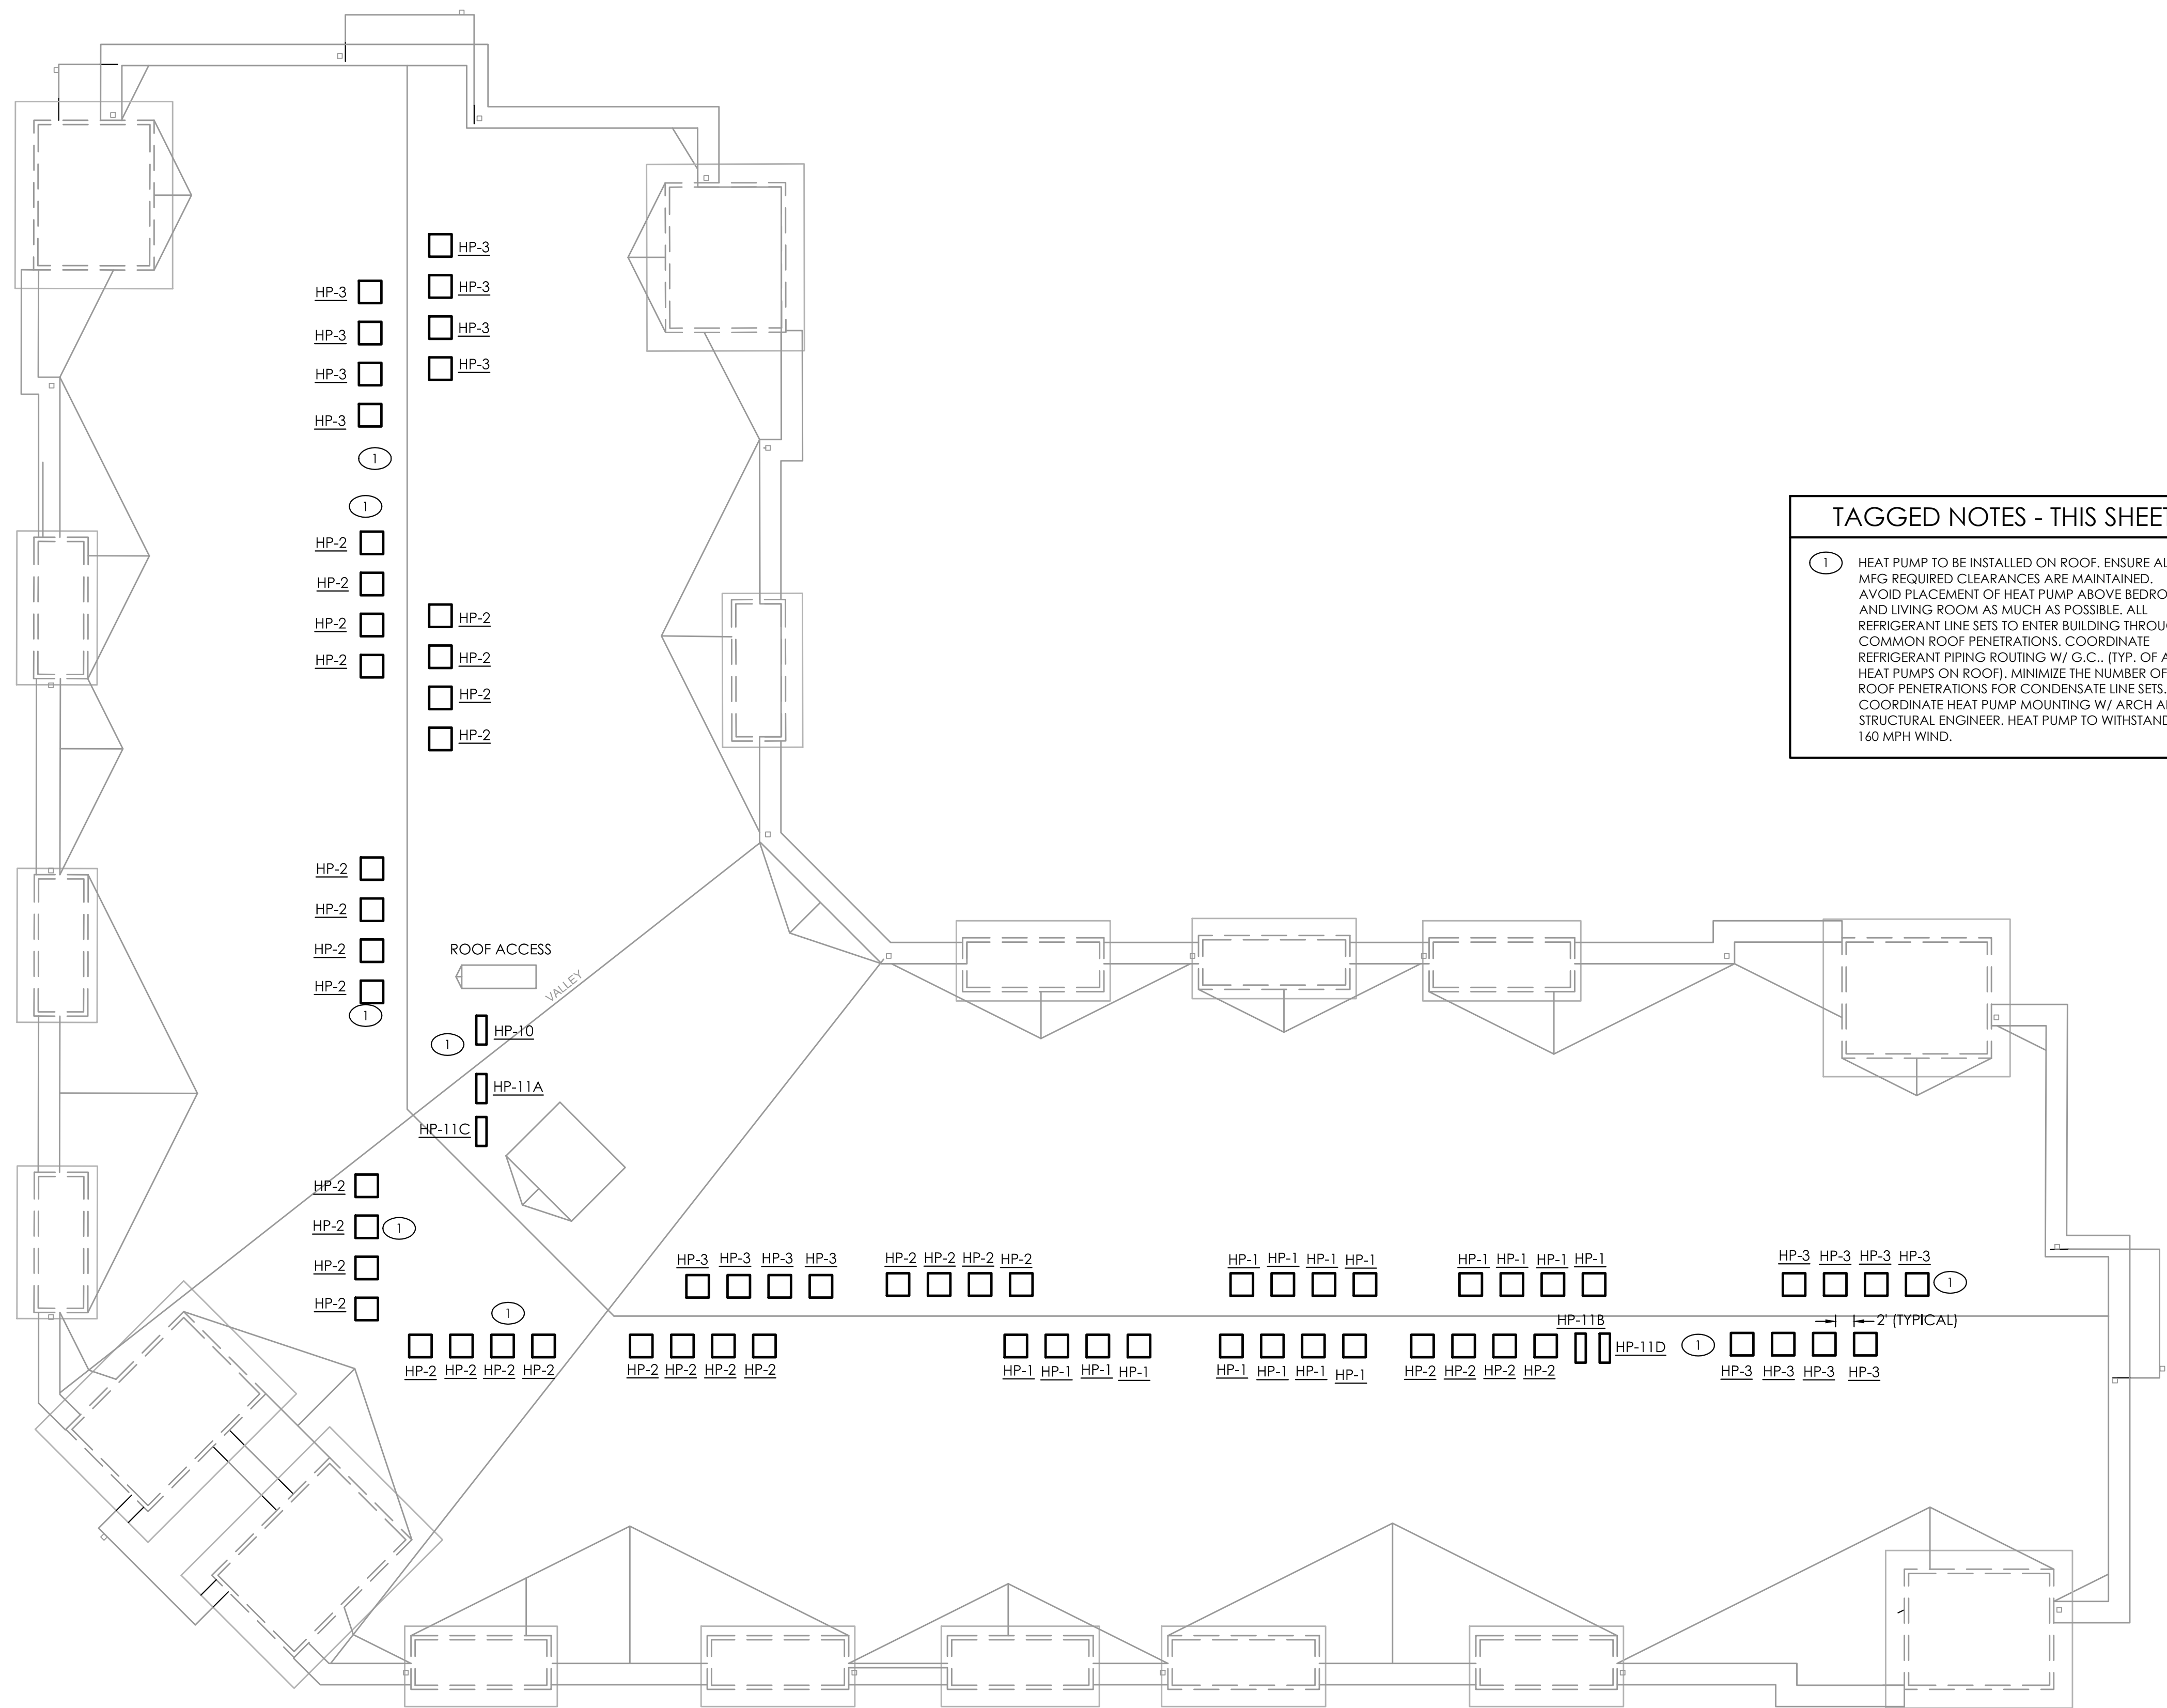 HP-3
HP-3
HP-3
HP-3
HP-3
HP-3
HP-3
HP-3
1
1
HP-2
HP-2
HP-2
HP-2
HP-2
HP-2
HP-2
HP-2
TAGGED NOTES - THIS SHEET
1 HEAT PUMP TO BE INSTALLED ON ROOF. ENSURE AL
MFG REQUIRED CLEARANCES ARE MAINTAINED.
AVOID PLACEMENT OF HEAT PUMP ABOVE BEDRO
AND LIVING ROOM AS MUCH AS POSSIBLE. ALL
REFRIGERANT LINE SETS TO ENTER BUILDING THROU
COMMON ROOF PENETRATIONS. COORDINATE
REFRIGERANT PIPING ROUTING W/ G.C.. (TYP. OF A
HEAT PUMPS ON ROOF). MINIMIZE THE NUMBER OF
ROOF PENETRATIONS FOR CONDENSATE LINE SETS.
COORDINATE HEAT PUMP MOUNTING W/ ARCH A
STRUCTURAL ENGINEER. HEAT PUMP TO WITHSTAND
160 MPH WIND.
HP-2
HP-2
HP-2
HP-2
1
ROOF ACCESS
VALLEY
1
HP-10
HP-11A
HP-11C
HP-2
HP-2
1
HP-2
HP-2
1
HP-3 HP-3 HP-3 HP-3 HP-2 HP-2 HP-2 HP-2 HP-1 HP-1 HP-1 HP-1 HP-1 HP-1 HP-1 HP-1 HP-3 HP-3 HP-3 HP-3
1
HP-11B
2' (TYPICAL)
HP-11D
1
HP-2 HP-2 HP-2 HP-2 HP-2 HP-2 HP-2 HP-2 HP-1 HP-1 HP-1 HP-1 HP-1 HP-1 HP-1 HP-1 HP-2 HP-2 HP-2 HP-2 HP-3 HP-3 HP-3 HP-3